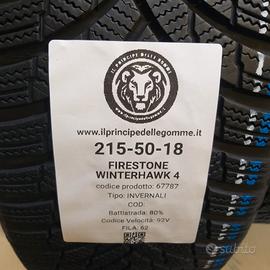 IL PRINCIPE DELLE GOMME
www.ilprincipedellegomme.it
215-50-18
FIRESTONE
WINTERHAWK 4
codice prodotto: 67787
Tipo: INVERNALI
COD:
Battistrada: 80%
Codice Velocità: 92V
FILA: 62
subito